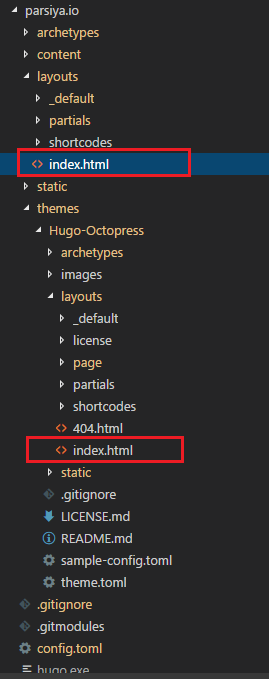 parsiya.io
archetypes
content
layouts
_default
partials
shortcodes
index.html
static
themes
Hugo-Octopress
archetypes
images
layouts
_default
license
page
partials
shortcodes
404.html
index.html
static
.gitignore
LICENSE.md
README.md
sample-config.toml
theme.toml
.gitignore
.gitmodules
config.toml
hugo.exe